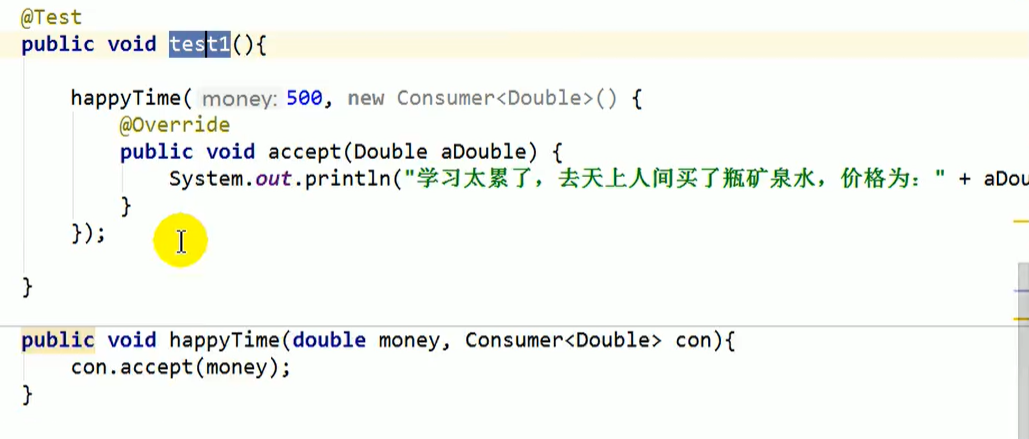 @Test
public void test1(){
happyTime( money: 500, new Consumer<Double>() {
@Override
public void accept(Double aDouble) {
System.out.println("学习太累了，去天上人间买了瓶矿泉水，价格为：" + aDou
}
});
}
public void happyTime(double money, Consumer<Double> con){
con.accept(money);
}